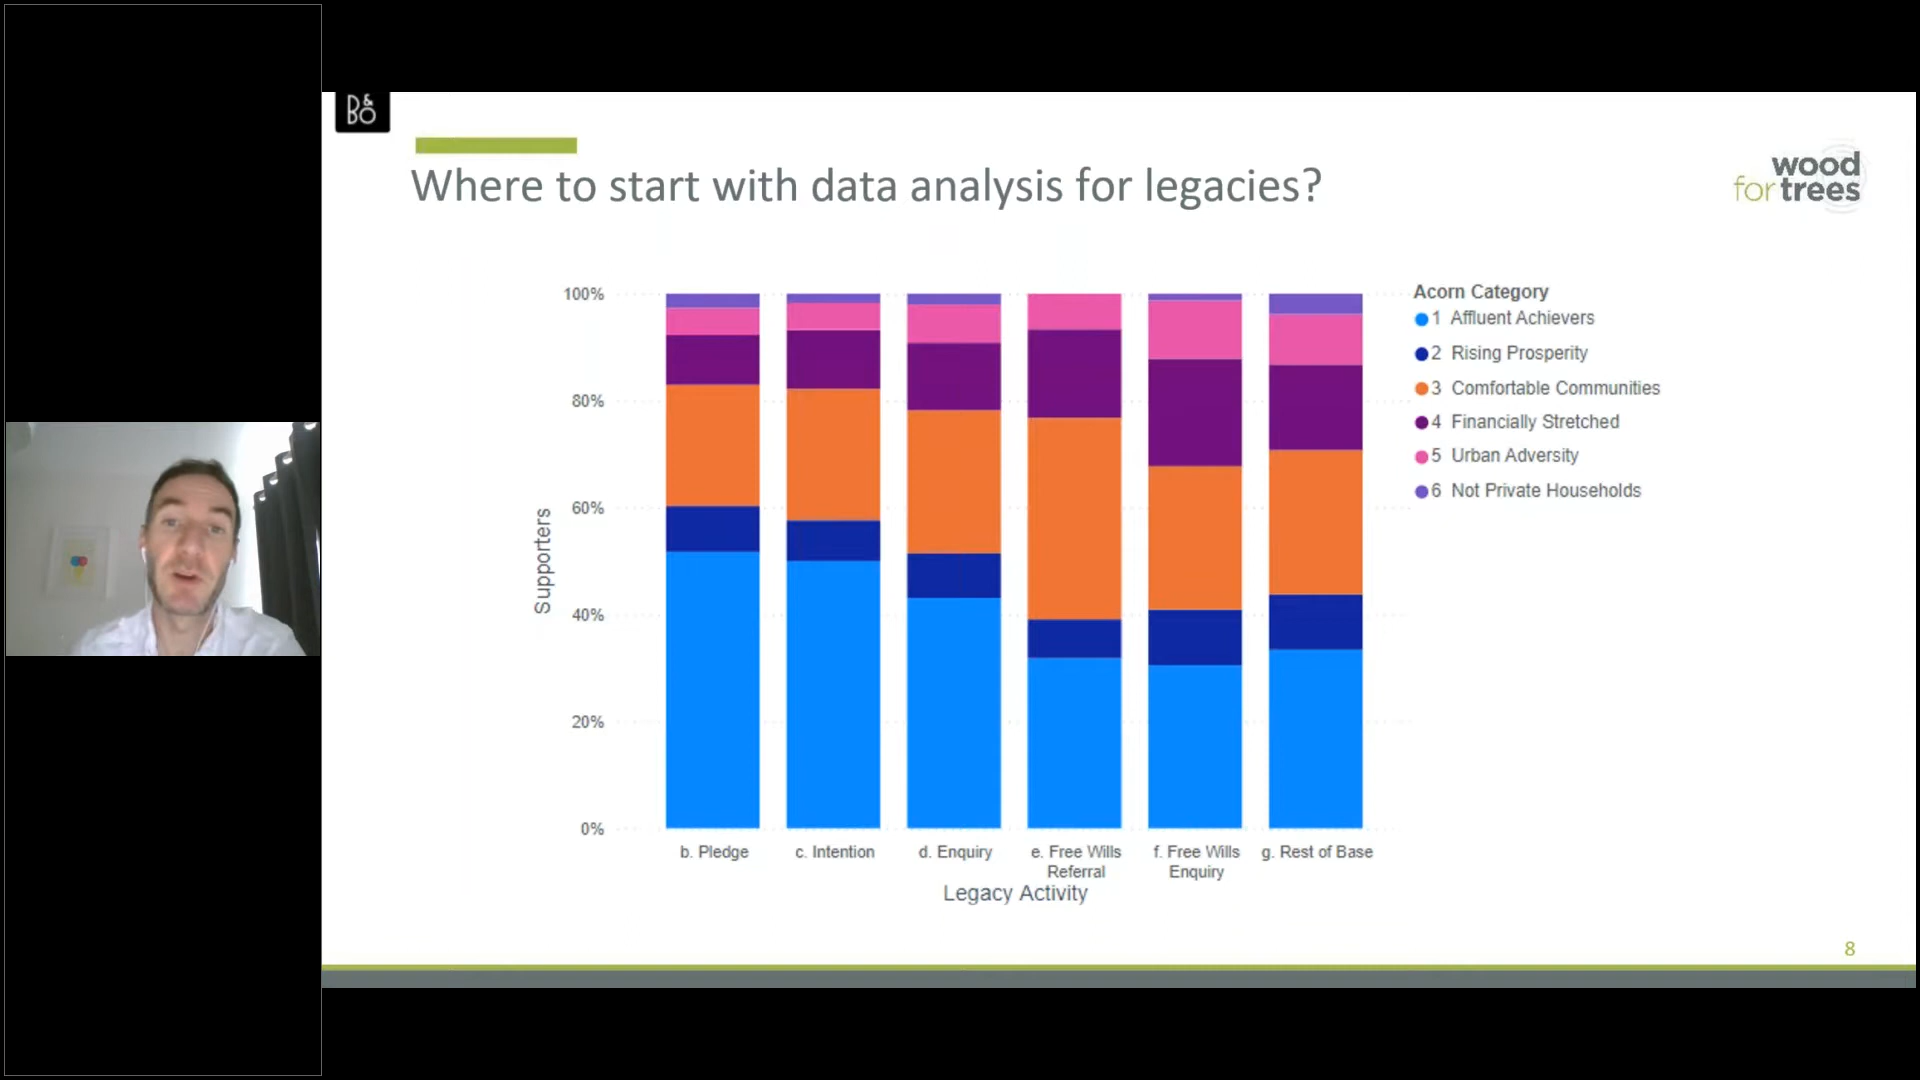 B&O
Where to start with data analysis for legacies?
wood
for trees
100%
80%
60%
40%
20%
0%
Supporters
b. Pledge
c. Intention
d. Enquiry
e. Free Wills
Referral
f. Free Wills
Enquiry
g. Rest of Base
Legacy Activity
Acorn Category
1 Affluent Achievers
2 Rising Prosperity
3 Comfortable Communities
4 Financially Stretched
5 Urban Adversity
6 Not Private Households
8